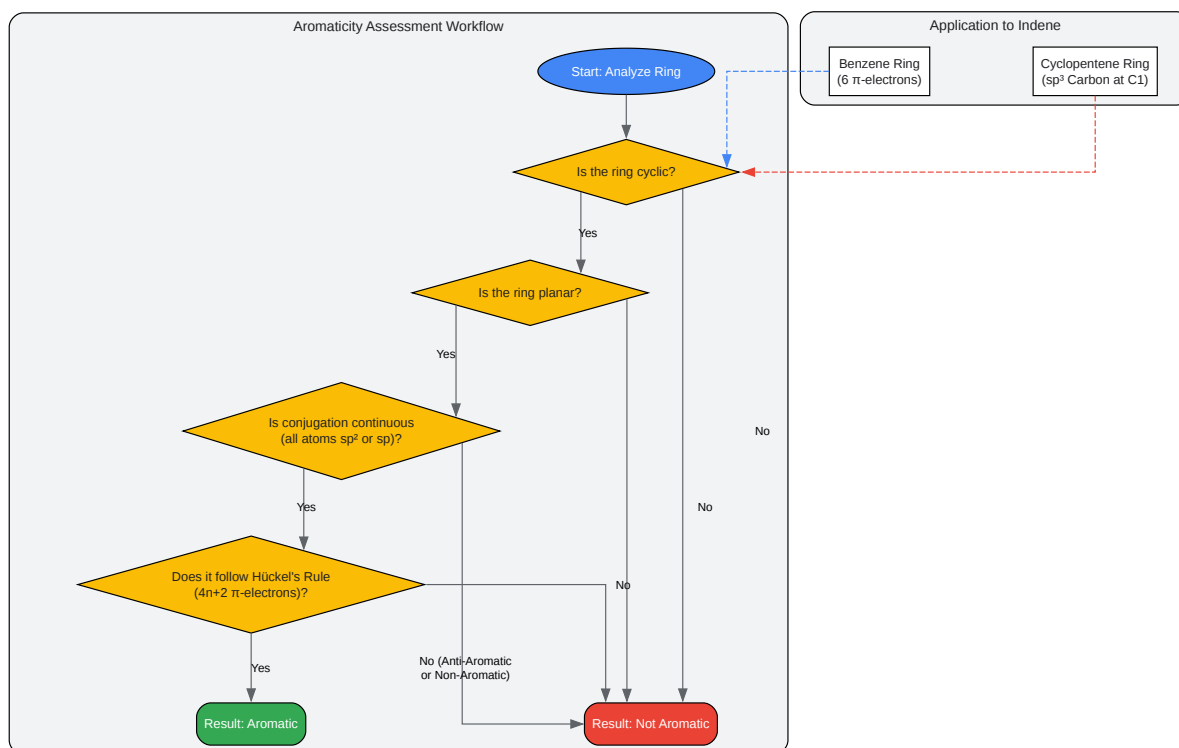 Aromaticity Assessment Workflow
Application to Indene
Start: Analyze Ring
Benzene Ring
(6 π-electrons)
Cyclopentene Ring
(sp³ Carbon at C1)
Is the ring cyclic?
Yes
Is the ring planar?
Yes
Is conjugation continuous
(all atoms sp² or sp)?
No
Yes
No
Does it follow Hückel's Rule
(4n+2 π-electrons)?
No
Yes
No (Anti-Aromatic
or Non-Aromatic)
Result: Aromatic
Result: Not Aromatic